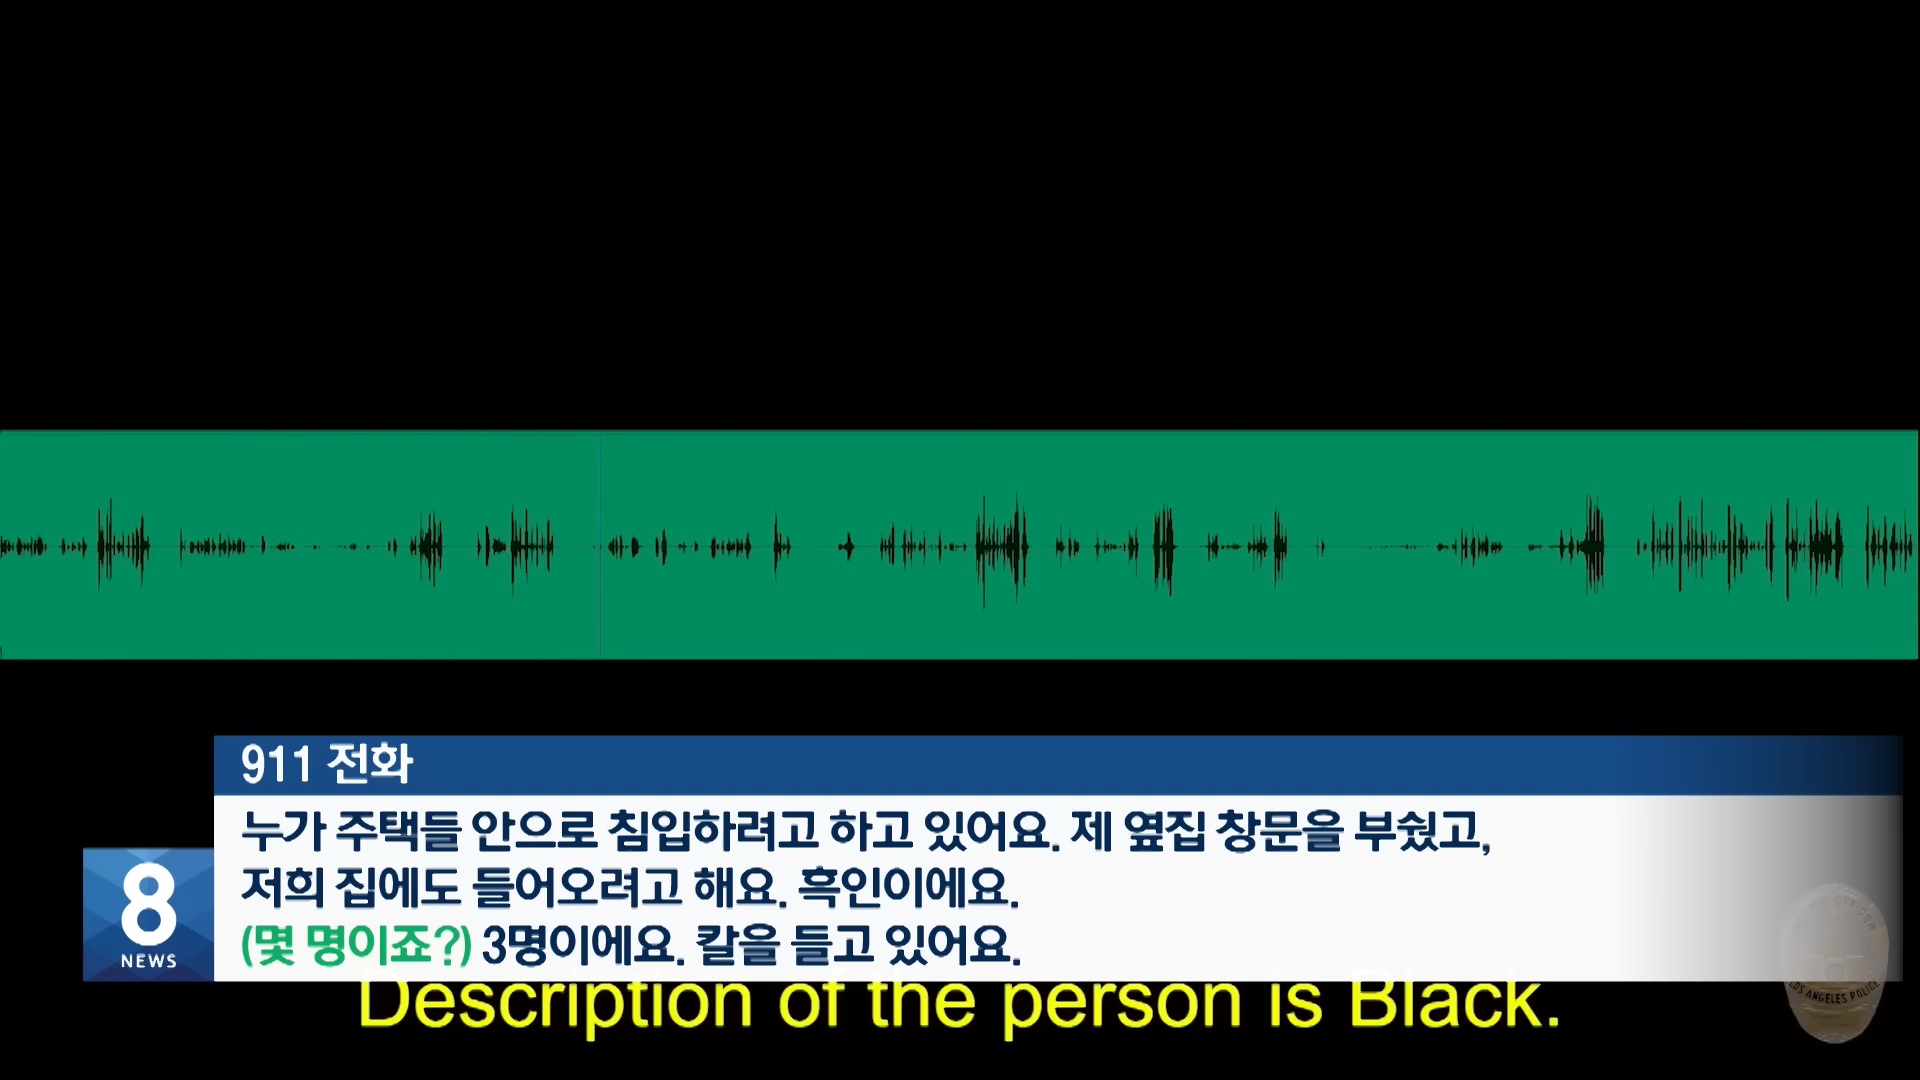 911 전화
누가 주택들 안으로 침입하려고 하고 있어요. 제 옆집 창문을 부쉈고,
저희 집에도 들어오려고 해요. 흑인이에요.
(몇 명이죠?) 3명이에요. 칼을 들고 있어요.
8
NEWS
Description of the person is Black.
LOS ANGELES POLICE